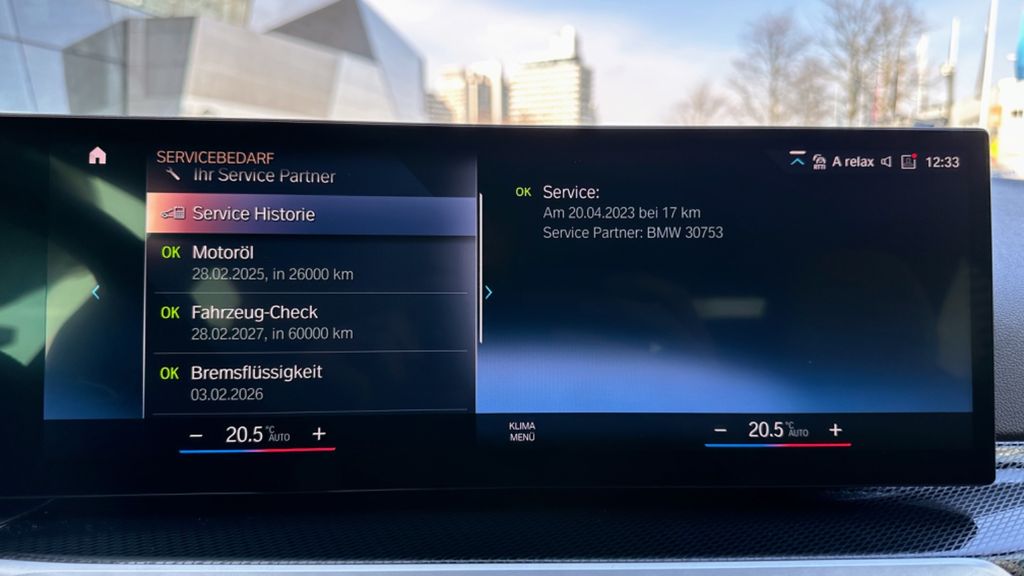 SERVICEBEDARF
Ihr Service Partner
Service Historie
OK Motoröl
28.02.2025, in 26000 km
OK Fahrzeug-Check
28.02.2027, in 60000 km
OK Bremsflüssigkeit
03.02.2026
OK Service:
Am 20.04.2023 bei 17 km
Service Partner: BMW 30753
RTTI A relax 12:33
20.5 °C AUTO
KLIMA
MENÜ
20.5 °C AUTO